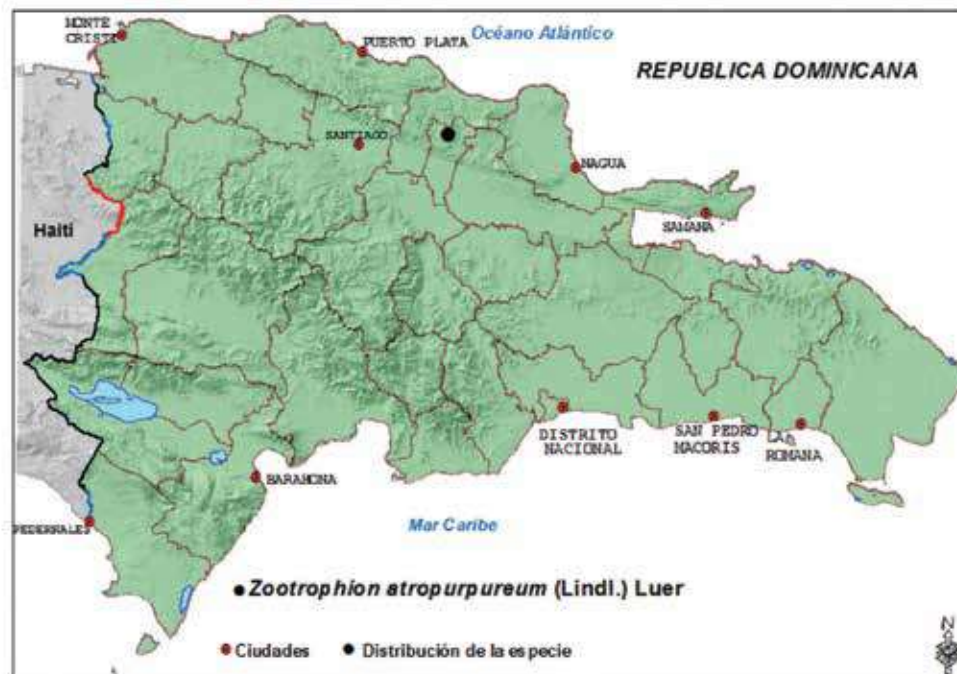 MONTE
CRISTI
PUERTO PLATA
Océano Atlántico
REPUBLICA DOMINICANA
SANTIAGO
NAGUA
SAMANA
Haití
DISTRITO
NACIONAL
SAN PEDRO
MACORIS
LA
ROMANA
BARAHONA
PEDERNALES
Mar Caribe
Zootrophion atropurpureum (Lindl.) Luer
Ciudades
Distribución de la especie
N